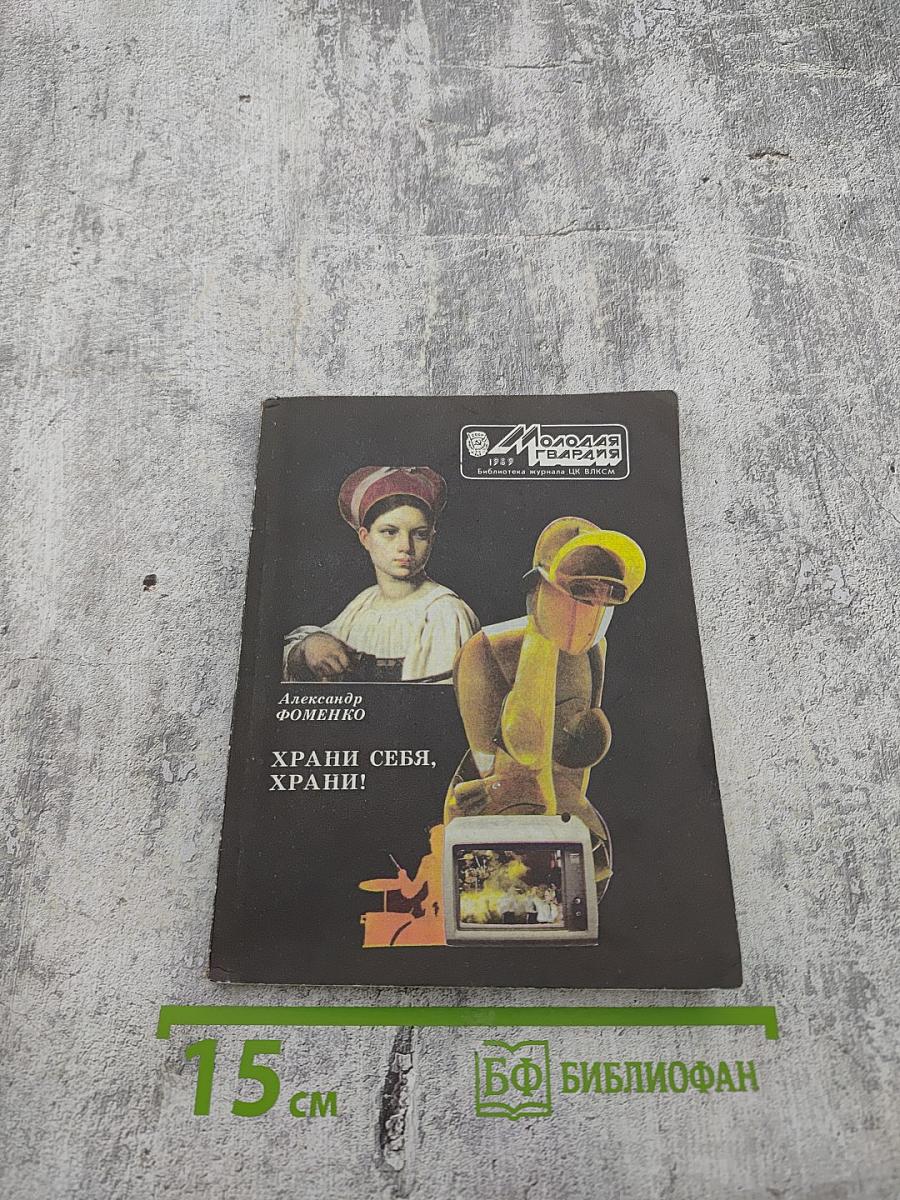 МОЛОДАЯ
ГВАРДИЯ
1989
Библиотека журнала ЦК ВЛКСМ
Александр
ФОМЕНКО
ХРАНИ СЕБЯ,
ХРАНИ!
15 см
БФ БИБЛИОФАН